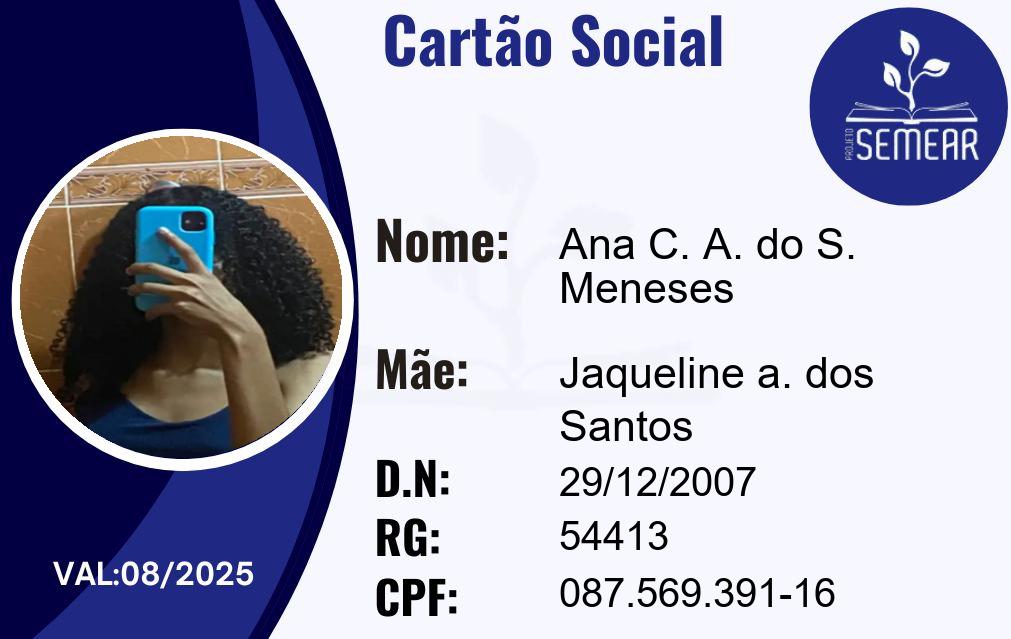 Cartão Social
PROJETO
SEMEAR
Nome: Ana C. A. do S.
Meneses
Mãe: Jaqueline a. dos
Santos
D.N: 29/12/2007
RG: 54413
CPF: 087.569.391-16
VAL:08/2025